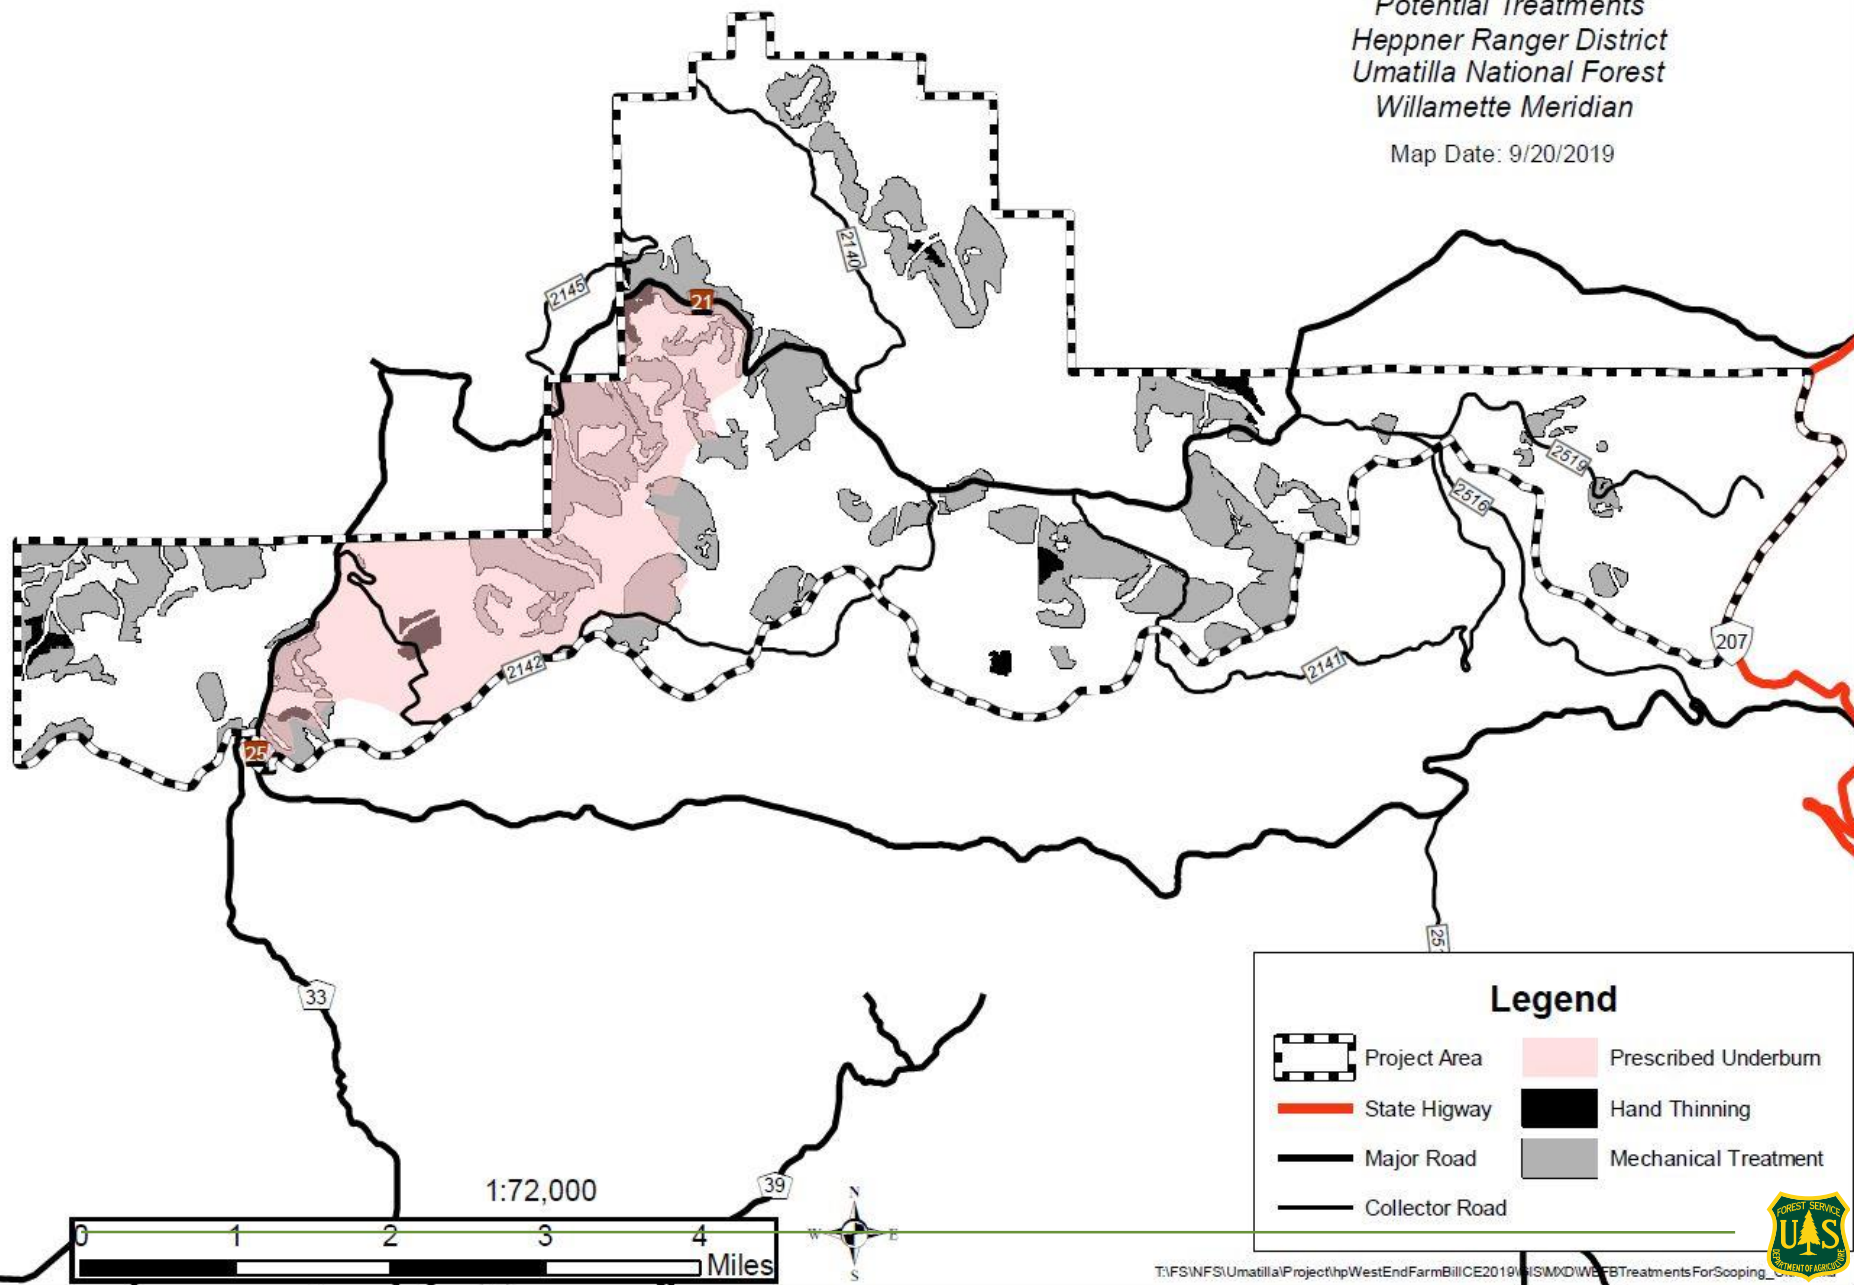 Potential Treatments
Heppner Ranger District
Umatilla National Forest
Willamette Meridian
Map Date: 9/20/2019
2140
2145
21
2519
2516
207
2142
2141
25
33
39
Legend
Project Area
Prescribed Underburn
State Higway
Hand Thinning
Major Road
Mechanical Treatment
Collector Road
1:72,000
0 1 2 3 4
Miles
N
W E
S
FOREST SERVICE
UAS
DEPARTMENT OF AGRICULTURE